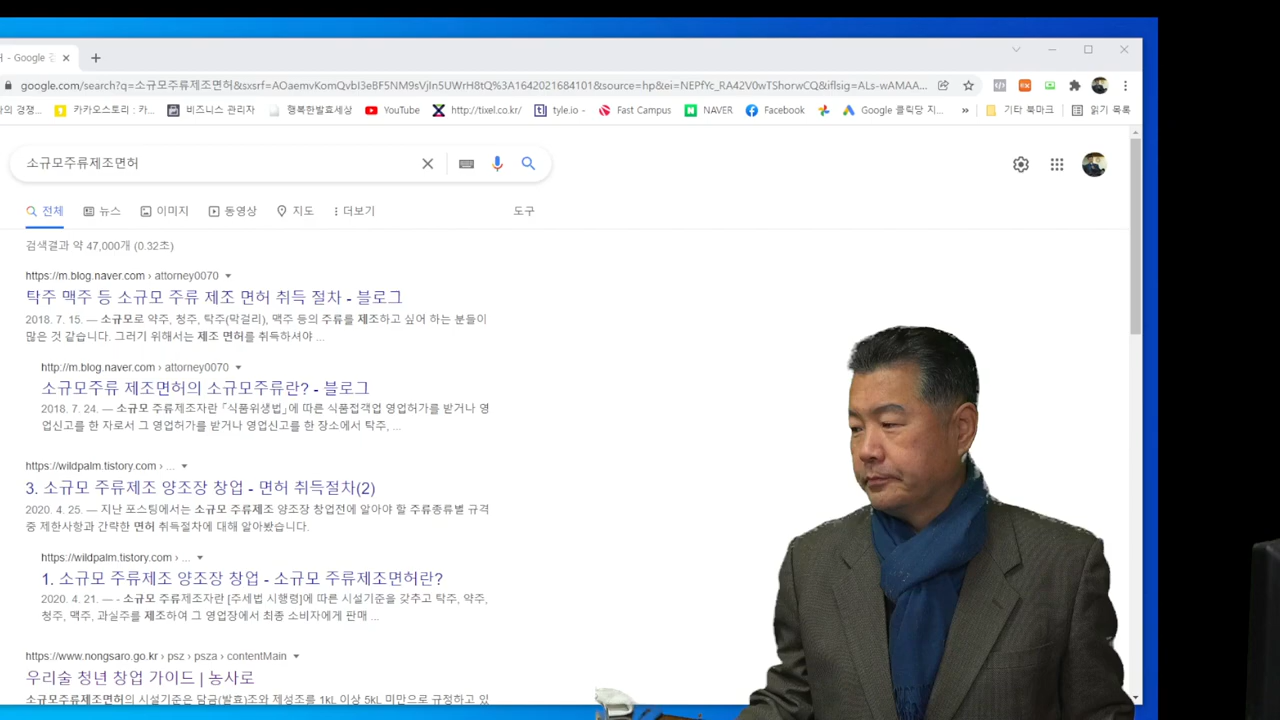 - Google
google.com/search?q=소규모주류제조면허&sxsrf=AOaemvKomQvbI3eBF5NM9sVjIn5UWrH8tQ%3A1642021684101&source=hp&ei=NEPfYc_RA42V0wTShorwCQ&iflsig=ALs-wAMAA...
의 경쟁... 카카오스토리 : 카... 비즈니스 관리자 행복한발효세상 YouTube http://tixel.co.kr/ tyle.io - Fast Campus NAVER Facebook Google 클릭당 지... » 기타 북마크 읽기 목록
소규모주류제조면허
전체 뉴스 이미지 동영상 지도 더보기 도구
검색결과 약 47,000개 (0.32초)
https://m.blog.naver.com › attorney0070
탁주 맥주 등 소규모 주류 제조 면허 취득 절차 - 블로그
2018. 7. 15. — 소규모로 약주, 청주, 탁주(막걸리), 맥주 등의 주류를 제조하고 싶어 하는 분들이
많은 것 같습니다. 그러기 위해서는 제조 면허를 취득하셔야 ...
http://m.blog.naver.com › attorney0070
소규모주류 제조면허의 소규모주류란? - 블로그
2018. 7. 24. — 소규모 주류제조자란 「식품위생법」에 따른 식품접객업 영업허가를 받거나 영
업신고를 한 자로서 그 영업허가를 받거나 영업신고를 한 장소에서 탁주, ...
https://wildpalm.tistory.com › ...
3. 소규모 주류제조 양조장 창업 - 면허 취득절차(2)
2020. 4. 25. — 지난 포스팅에서는 소규모 주류제조 양조장 창업전에 알아야 할 주류종류별 규격
중 제한사항과 간략한 면허 취득절차에 대해 알아봤습니다.
https://wildpalm.tistory.com › ...
1. 소규모 주류제조 양조장 창업 - 소규모 주류제조면허란?
2020. 4. 21. — - 소규모 주류제조자란 [주세법 시행령]에 따른 시설기준을 갖추고 탁주, 약주,
청주, 맥주, 과실주를 제조하여 그 영업장에서 최종 소비자에게 판매 ...
https://www.nongsaro.go.kr › psz › psza › contentMain
우리술 청년 창업 가이드 | 농사로
소규모주류제조면허의 시설기준은 담금(발효)조와 제성조를 1kL 이상 5kL 미만으로 규정하고 있